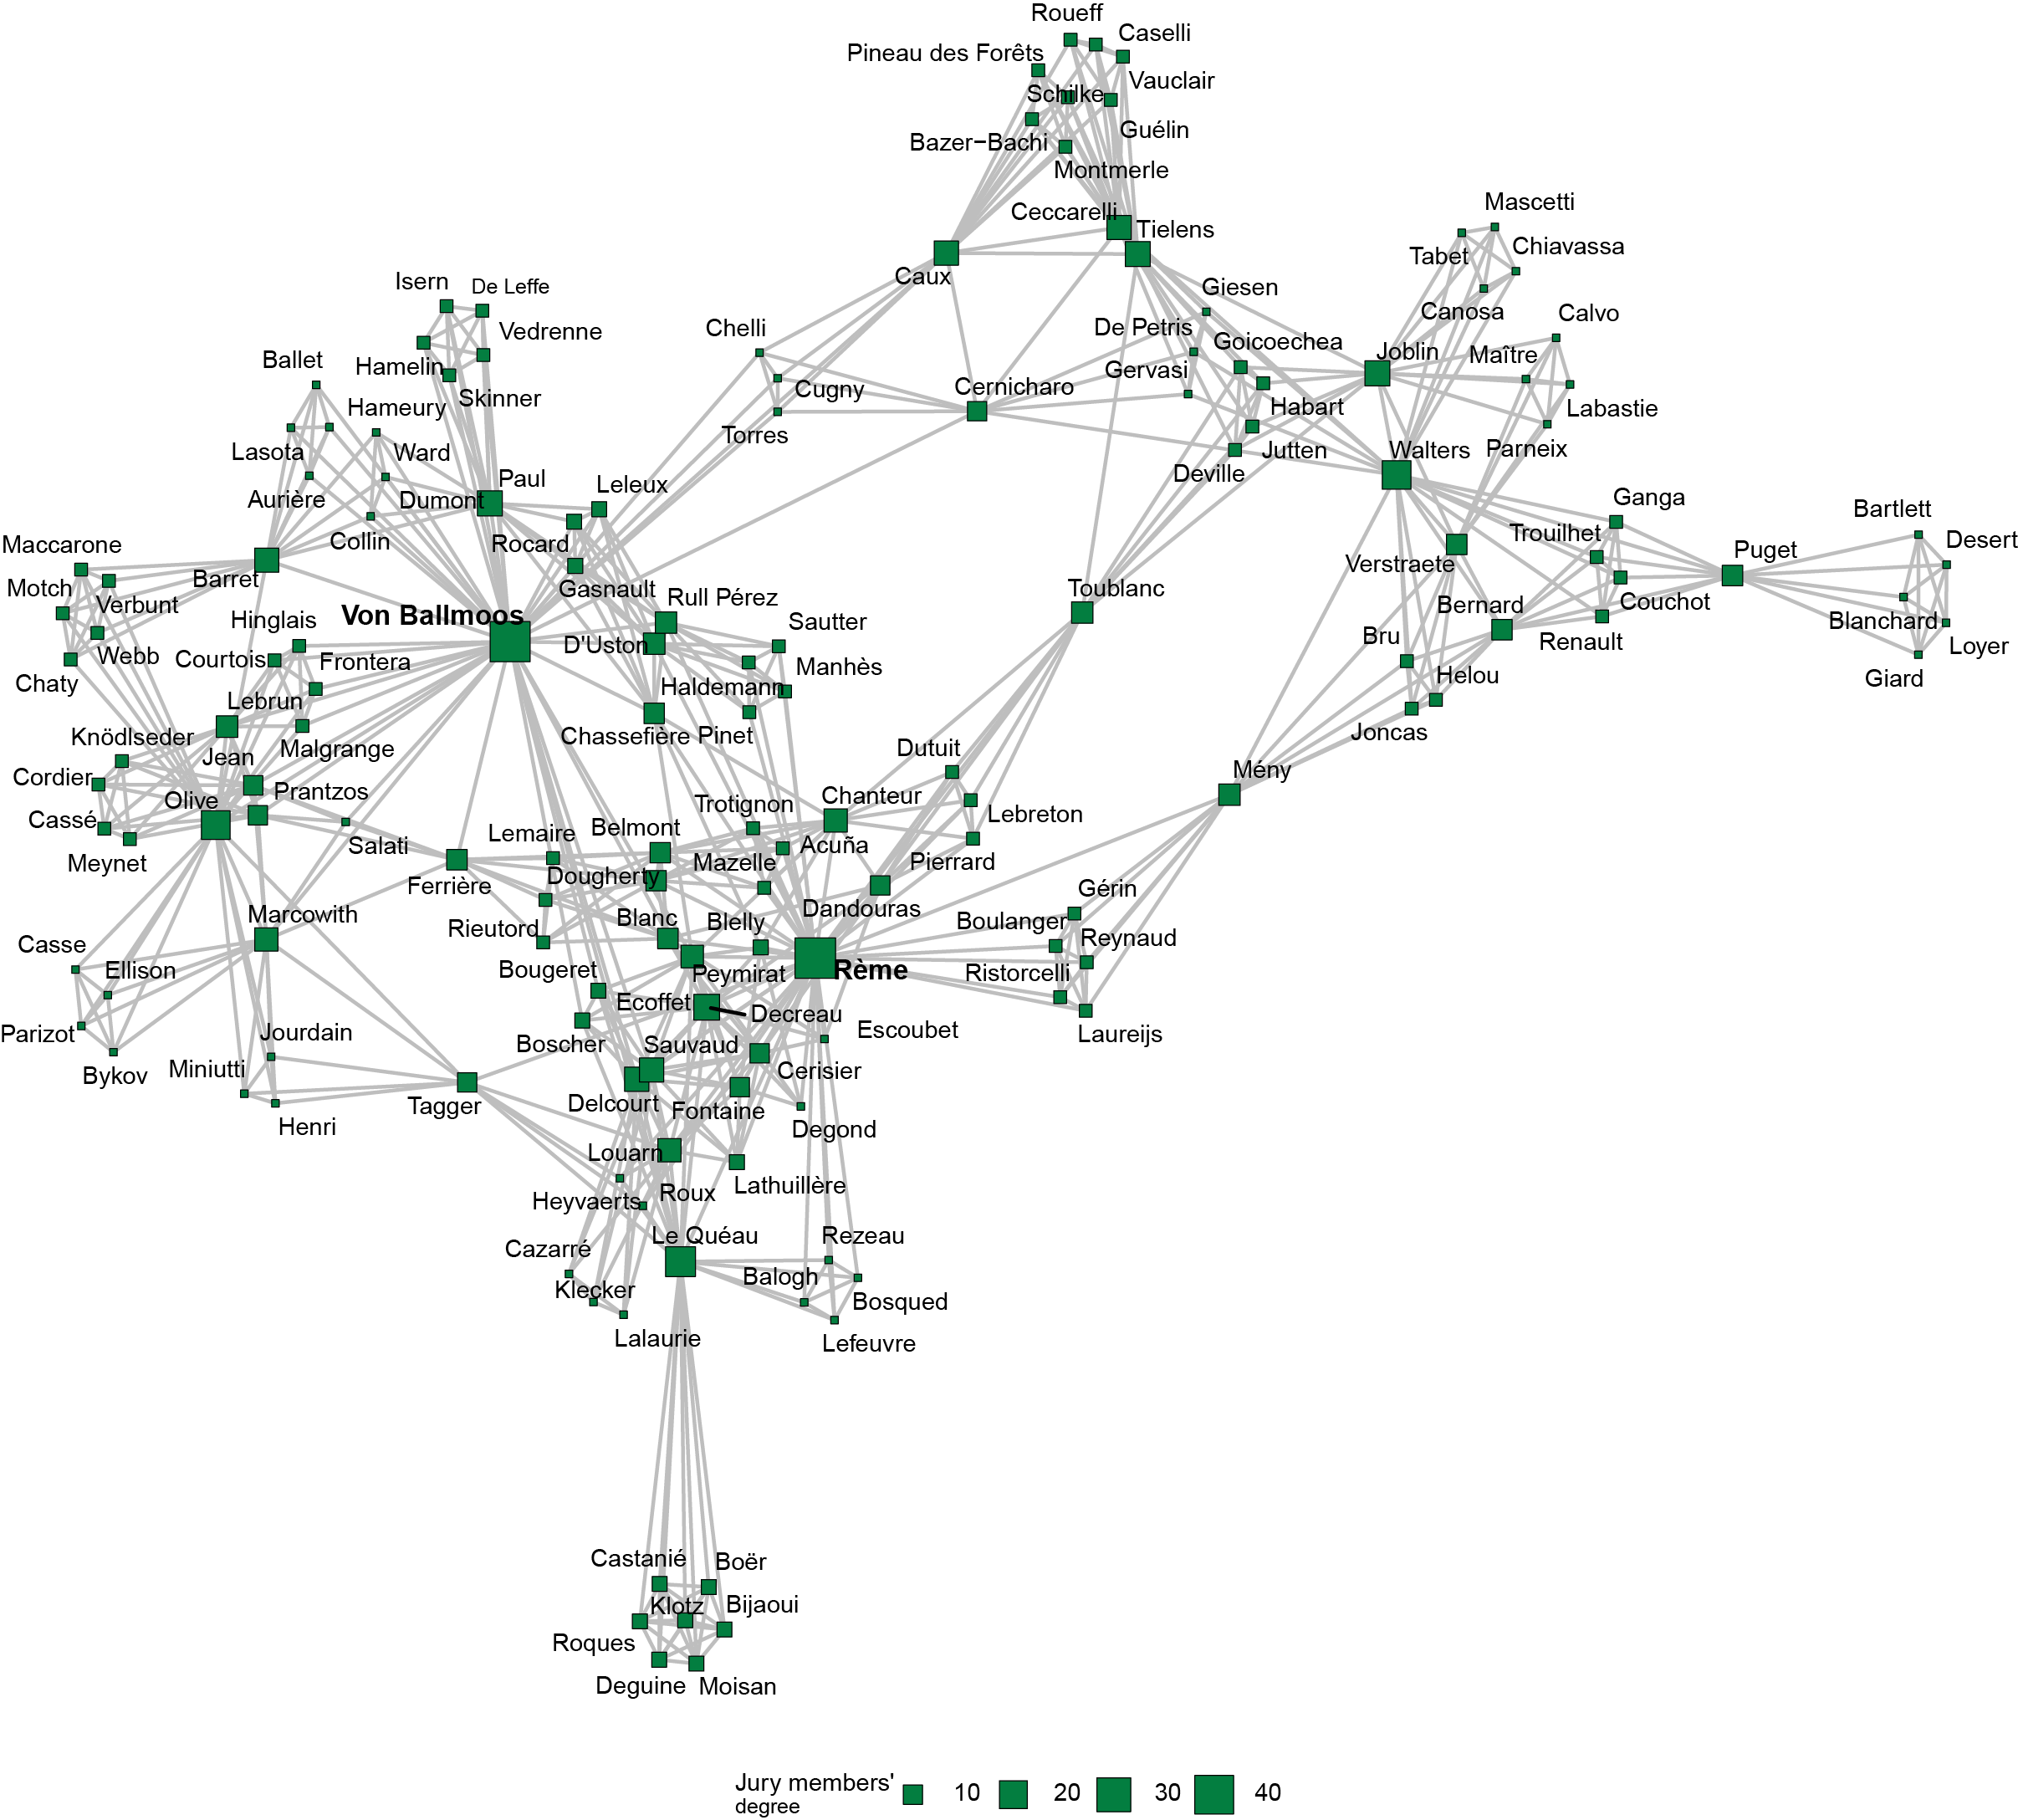 Roueff
Caselli
Pineau des Forêts
Vauclair
Schilke
Guélin
Bazer−Bachi
Montmerle
Mascetti
Ceccarelli
Tielens
Tabet
Chiavassa
Caux
Isern
De Leffe
Giesen
Canosa
Calvo
Vedrenne
Chelli
De Petris
Goicoechea
Joblin
Maître
Ballet
Hamelin
Gervasi
Cugny
Cernicharo
Skinner
Hameury
Habart
Labastie
Torres
Lasota
Ward
Jutten
Walters
Parneix
Deville
Paul
Leleux
Aurière
Dumont
Ganga
Bartlett
Collin
Rocard
Trouilhet
Desert
Maccarone
Puget
Barret
Verstraete
Motch
Gasnault
Toublanc
Verbunt
Rull Pérez
Couchot
Bernard
Von Ballmoos
Hinglais
Sautter
Blanchard
Bru
Renault
D'Uston
Loyer
Webb
Courtois
Frontera
Manhès
Helou
Giard
Chaty
Haldemann
Lebrun
Knödlseder
Chassefière
Pinet
Joncas
Malgrange
Jean
Dutuit
Mény
Cordier
Olive
Prantzos
Trotignon
Chanteur
Cassé
Lemaire
Belmont
Lebreton
Salati
Acuña
Meynet
Mazelle
Pierrard
Ferrière
Dougherty
Gérin
Marcowith
Rieutord
Blanc
Blelly
Dandouras
Boulanger
Casse
Reynaud
Ellison
Bougeret
Peymirat
Rème
Ristorcelli
Ecoffet
Decreau
Parizot
Jourdain
Boscher
Sauvaud
Escoubet
Laureijs
Bykov
Miniutti
Cerisier
Tagger
Delcourt
Fontaine
Henri
Degond
Louarn
Lathuillère
Heyvaerts
Roux
Le Quéau
Rezeau
Cazarré
Balogh
Klecker
Bosqued
Lalaurie
Lefeuvre
Castanié
Boër
Klotz
Bijaoui
Roques
Deguine
Moisan
Jury members'
degree
10
20
30
40